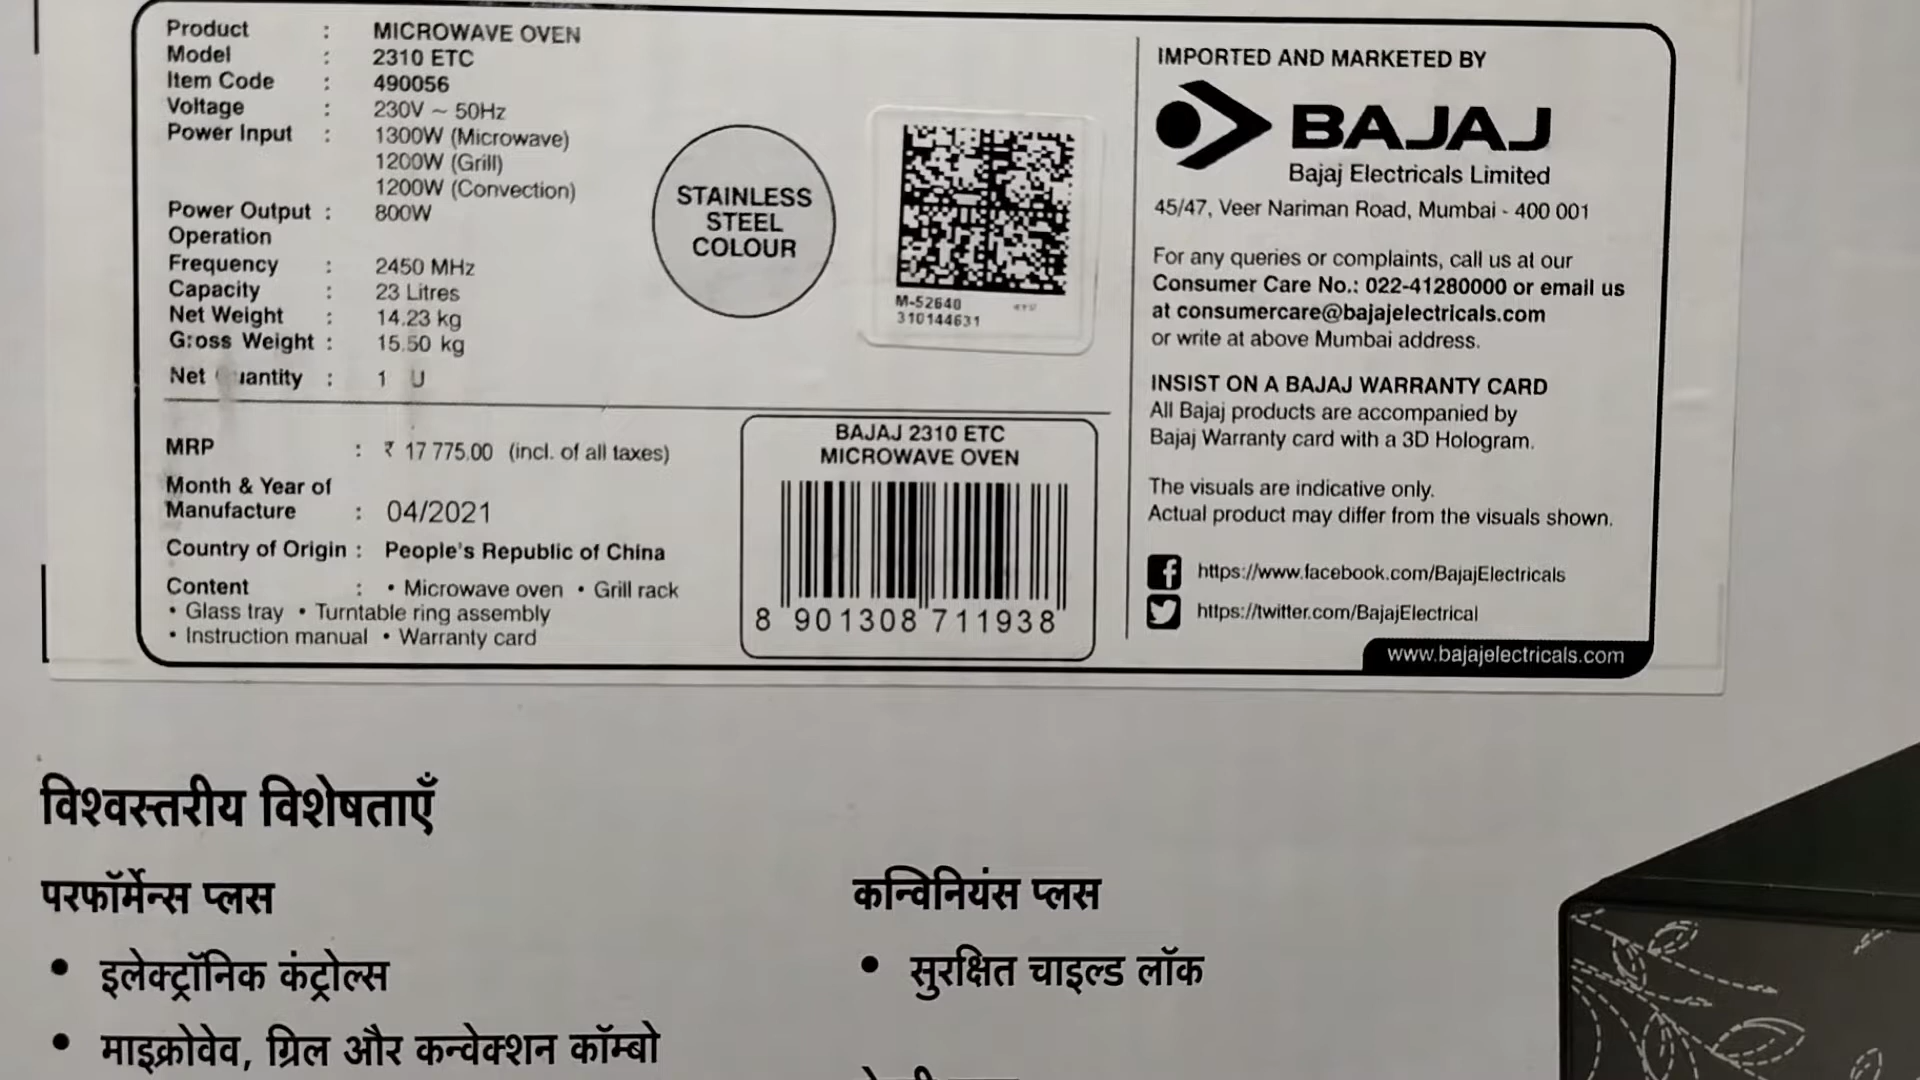 Product : MICROWAVE OVEN
Model : 2310 ETC
Item Code : 490056
Voltage : 230V ~ 50Hz
Power Input : 1300W (Microwave)
1200W (Grill)
1200W (Convection)
Power Output : 800W
Operation
Frequency : 2450 MHz
Capacity : 23 Litres
Net Weight : 14.23 kg
Gross Weight : 15.50 kg
Net : 1 U
STAINLESS
STEEL
COLOUR
M-52640
310144631
MRP : ₹ 17 775.00 (incl. of all taxes)
Month & Year of
Manufacture : 04/2021
Country of Origin : People's Republic of China
Content : • Microwave oven • Grill rack
• Glass tray • Turntable ring assembly
• Instruction manual • Warranty card
BAJAJ 2310 ETC
MICROWAVE OVEN
8 901308 711938
IMPORTED AND MARKETED BY
BAJAJ
Bajaj Electricals Limited
45/47, Veer Nariman Road, Mumbai - 400 001
For any queries or complaints, call us at our
Consumer Care No.: 022-41280000 or email us
at consumercare@bajajelectricals.com
or write at above Mumbai address.
INSIST ON A BAJAJ WARRANTY CARD
All Bajaj products are accompanied by
Bajaj Warranty card with a 3D Hologram.
The visuals are indicative only.
Actual product may differ from the visuals shown.
https://www.facebook.com/BajajElectricals
https://twitter.com/BajajElectrical
www.bajajelectricals.com
विश्वस्तरीय विशेषताएँ
परफॉर्मेन्स प्लस
• इलेक्ट्रॉनिक कंट्रोल्स
• माइक्रोवेव, ग्रिल और कन्वेक्शन कॉम्बो
कन्विनियंस प्लस
• सुरक्षित चाइल्ड लॉक